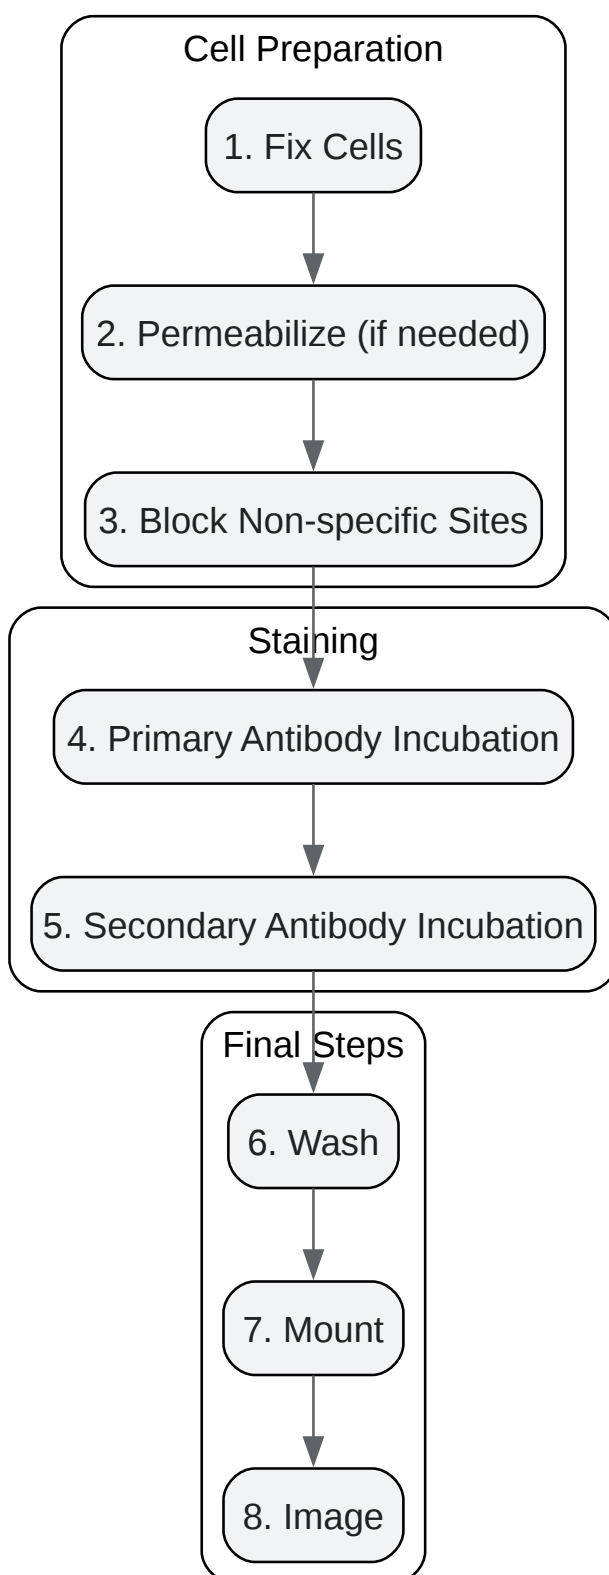 Cell Preparation
1. Fix Cells
2. Permeabilize (if needed)
3. Block Non-specific Sites
Staining
4. Primary Antibody Incubation
5. Secondary Antibody Incubation
Final Steps
6. Wash
7. Mount
8. Image